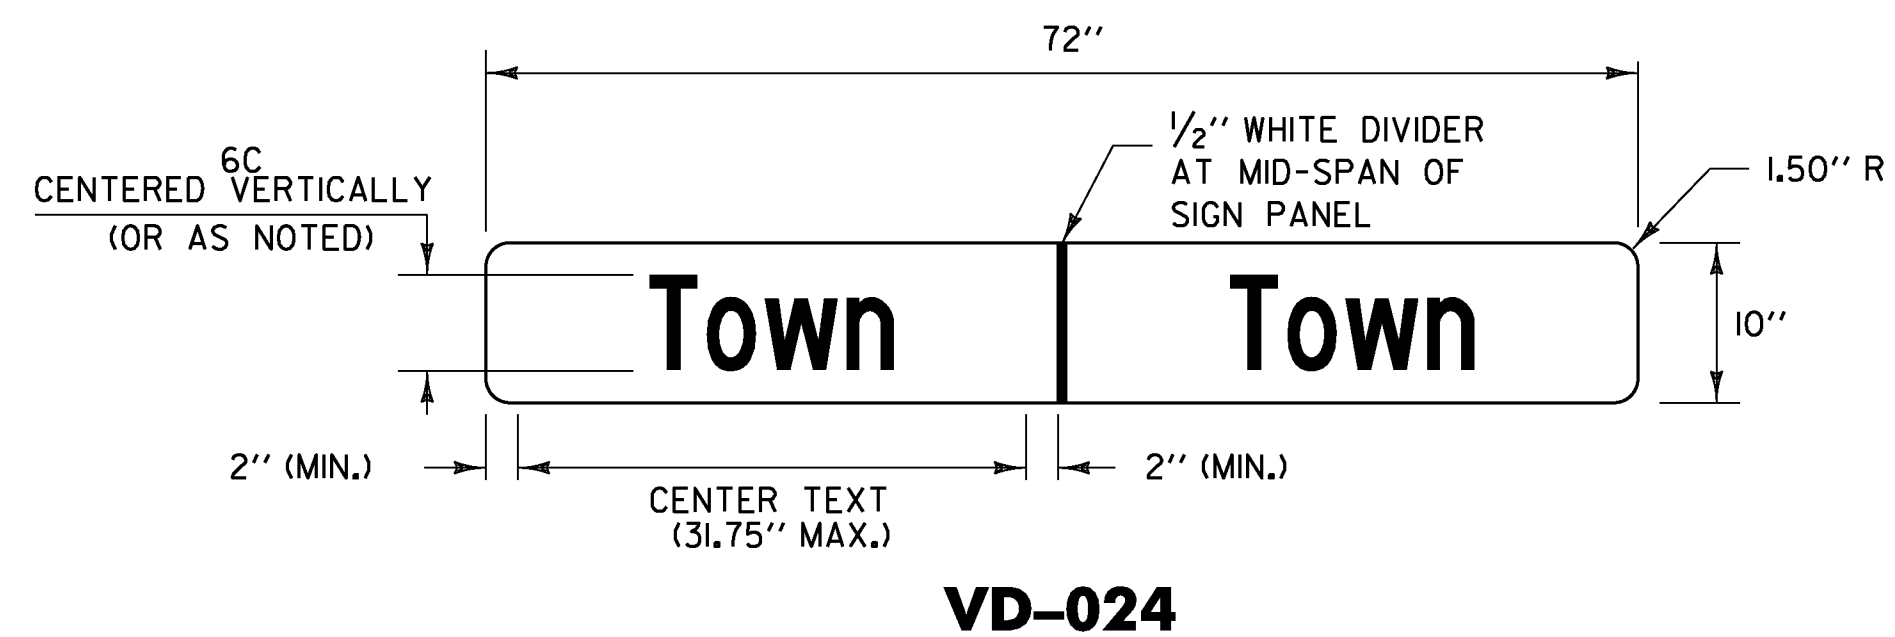 72''
1/2'' WHITE DIVIDER
AT MID-SPAN OF
SIGN PANEL
1.50'' R
6C
CENTERED VERTICALLY
(OR AS NOTED)
Town
Town
10''
2'' (MIN.)
2'' (MIN.)
CENTER TEXT
(31.75'' MAX.)
VD-024